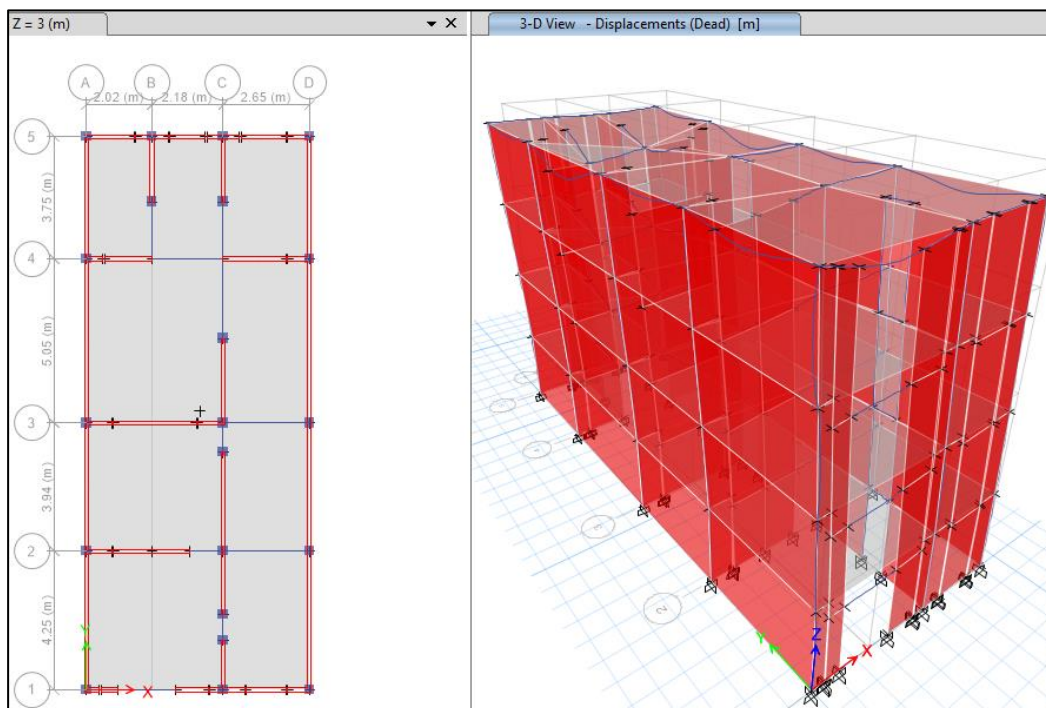 Z = 3 (m)
3-D View - Displacements (Dead) [m]
A
B
C
D
2.02 (m)
2.18 (m)
2.65 (m)
5
3.75 (m)
4
5.05 (m)
3
3.94 (m)
2
4.25 (m)
Y
1
X
Z
Y
X
2